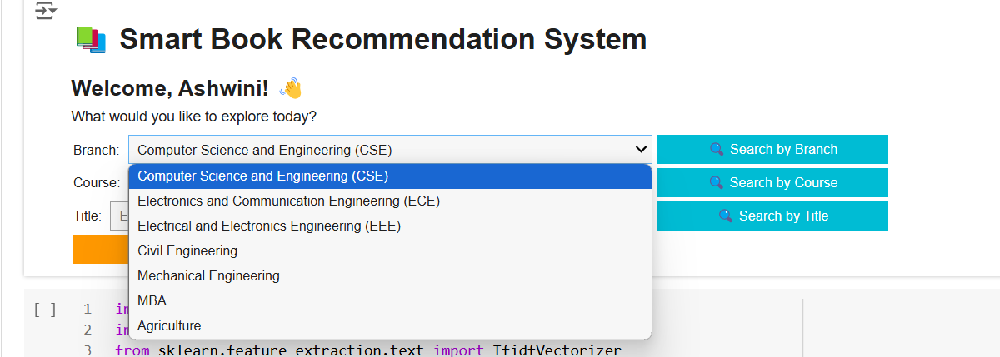 📚 Smart Book Recommendation System
Welcome, Ashwini! 👋
What would you like to explore today?
Branch: Computer Science and Engineering (CSE) 🔍 Search by Branch
Computer Science and Engineering (CSE)
Course: 🔍 Search by Course
Electronics and Communication Engineering (ECE)
Title: E 🔍 Search by Title
Electrical and Electronics Engineering (EEE)
Civil Engineering
Mechanical Engineering
MBA
Agriculture
[ ] 1 im
2 im
3 from sklearn.feature_extraction.text import TfidfVectorizer